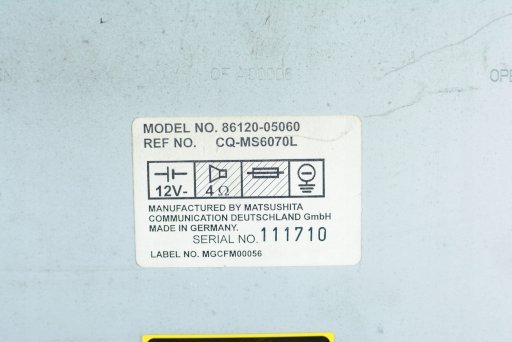 MODEL NO. 86120-05060
REF NO. CQ-MS6070L
12V-
4 Ω
MANUFACTURED BY MATSUSHITA
COMMUNICATION DEUTSCHLAND GmbH
MADE IN GERMANY.
SERIAL NO. 111710
LABEL NO. MGCFM00056